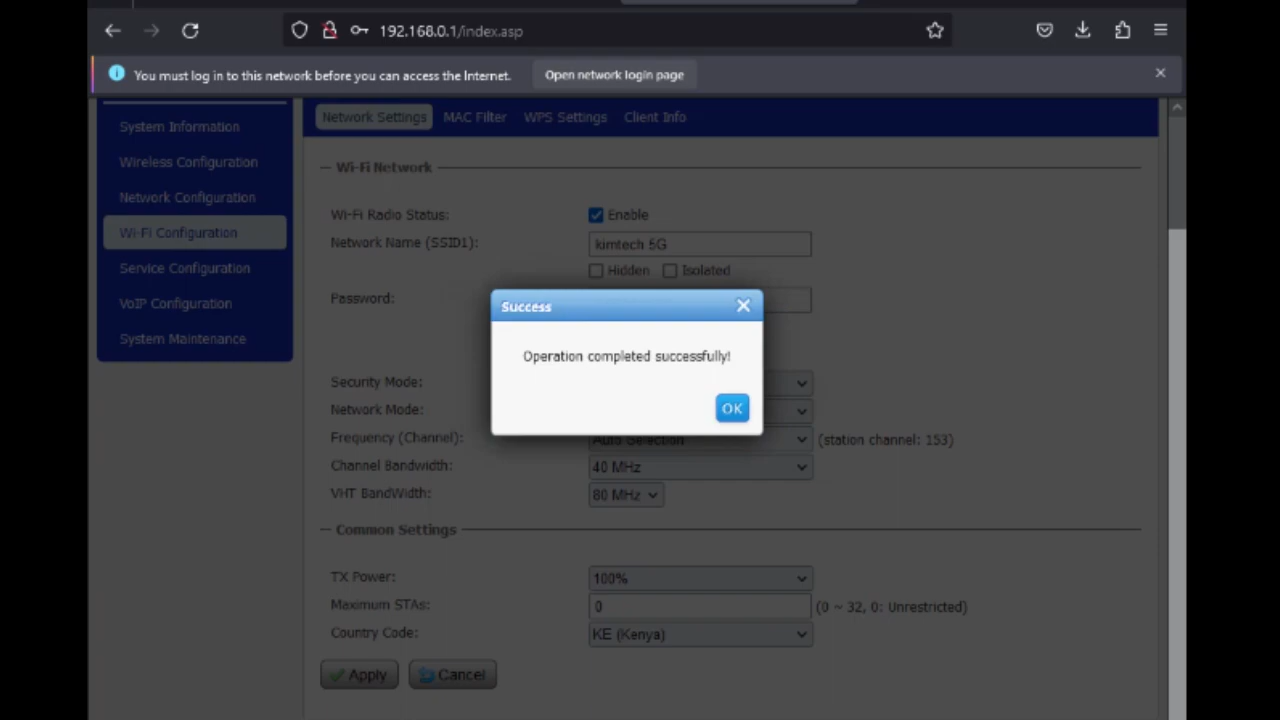 192.168.0.1/index.asp
You must log in to this network before you can access the Internet. Open network login page
System Information
Wireless Configuration
Network Configuration
Wi-Fi Configuration
Service Configuration
VoIP Configuration
System Maintenance
Network Settings MAC Filter WPS Settings Client Info
Wi-Fi Network
Wi-Fi Radio Status: Enable
Network Name (SSID1): kimtech 5G
Hidden Isolated
Password:
Success
Operation completed successfully!
OK
Security Mode:
Network Mode:
Frequency (Channel): Auto Selection (station channel: 153)
Channel Bandwidth: 40 MHz
VHT BandWidth: 80 MHz
Common Settings
TX Power: 100%
Maximum STAs: 0 (0 ~ 32, 0: Unrestricted)
Country Code: KE (Kenya)
Apply Cancel